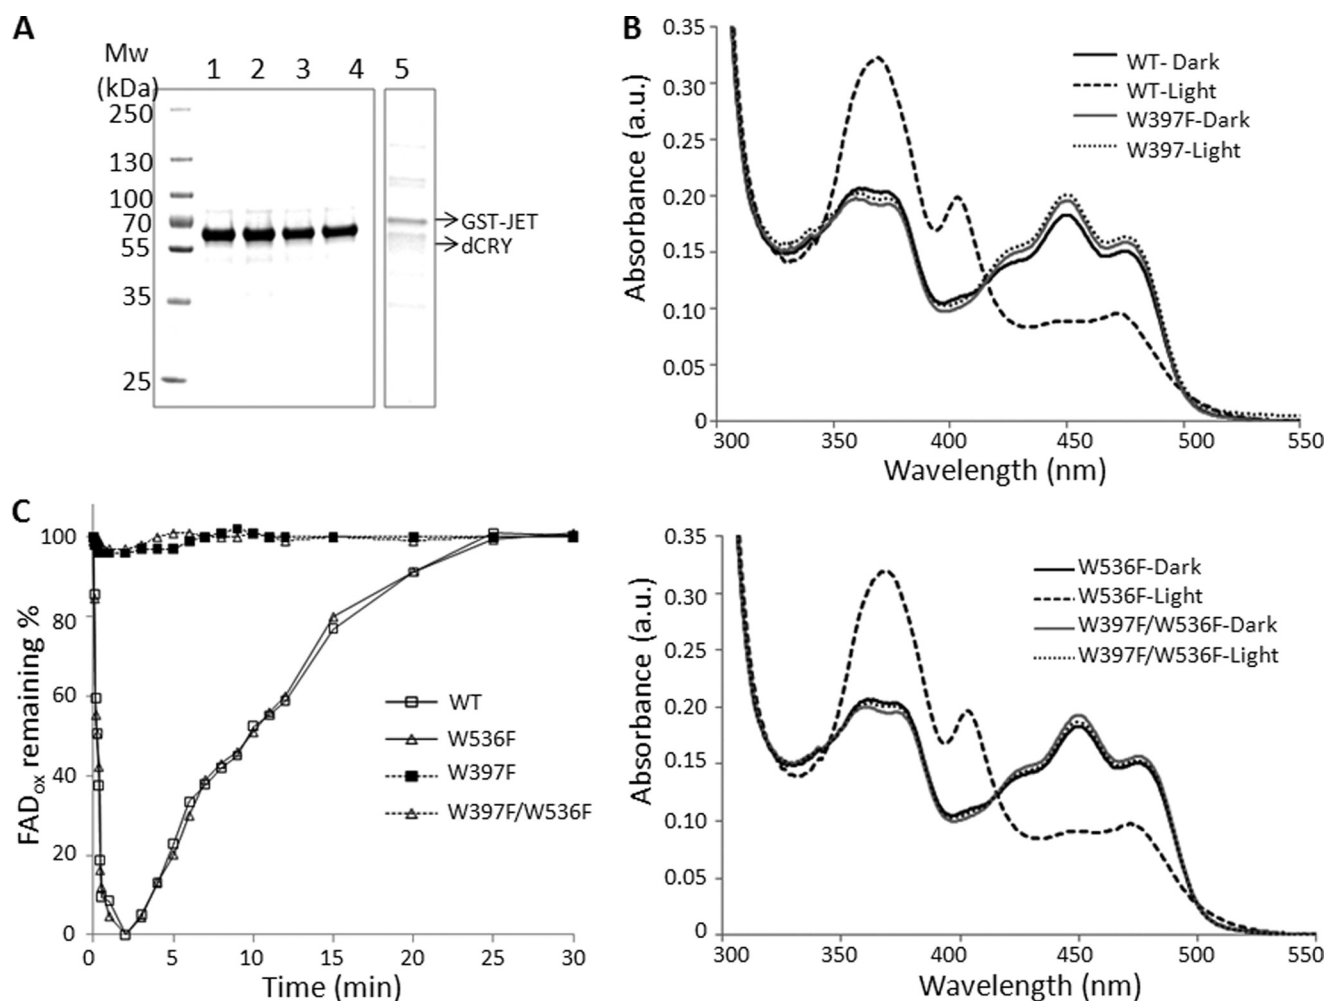 A
Mw
(kDa)
1 2 3 4 5
250
130
100
70
55
35
25
GST-JET
dCRY
B
0.35
0.30
0.25
0.20
0.15
0.10
0.05
0
Absorbance (a.u.)
300 350 400 450 500 550
Wavelength (nm)
WT- Dark
WT-Light
W397F-Dark
W397-Light
C
100
80
60
40
20
0
FADox remaining %
0 5 10 15 20 25 30
Time (min)
WT
W536F
W397F
W397F/W536F
0.35
0.30
0.25
0.20
0.15
0.10
0.05
0
Absorbance (a.u.)
300 350 400 450 500 550
Wavelength (nm)
W536F-Dark
W536F-Light
W397F/W536F-Dark
W397F/W536F-Light